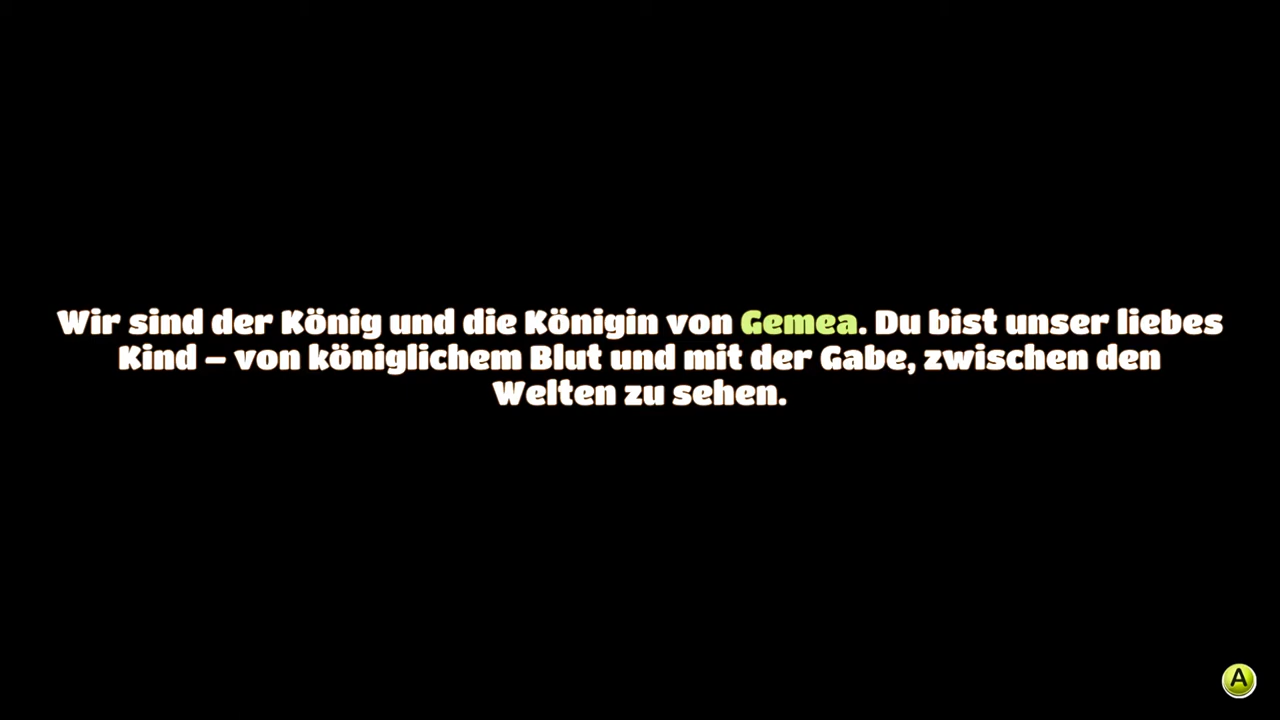 Wir sind der König und die Königin von Gemea. Du bist unser liebes
Kind – von königlichem Blut und mit der Gabe, zwischen den
Welten zu sehen.
A